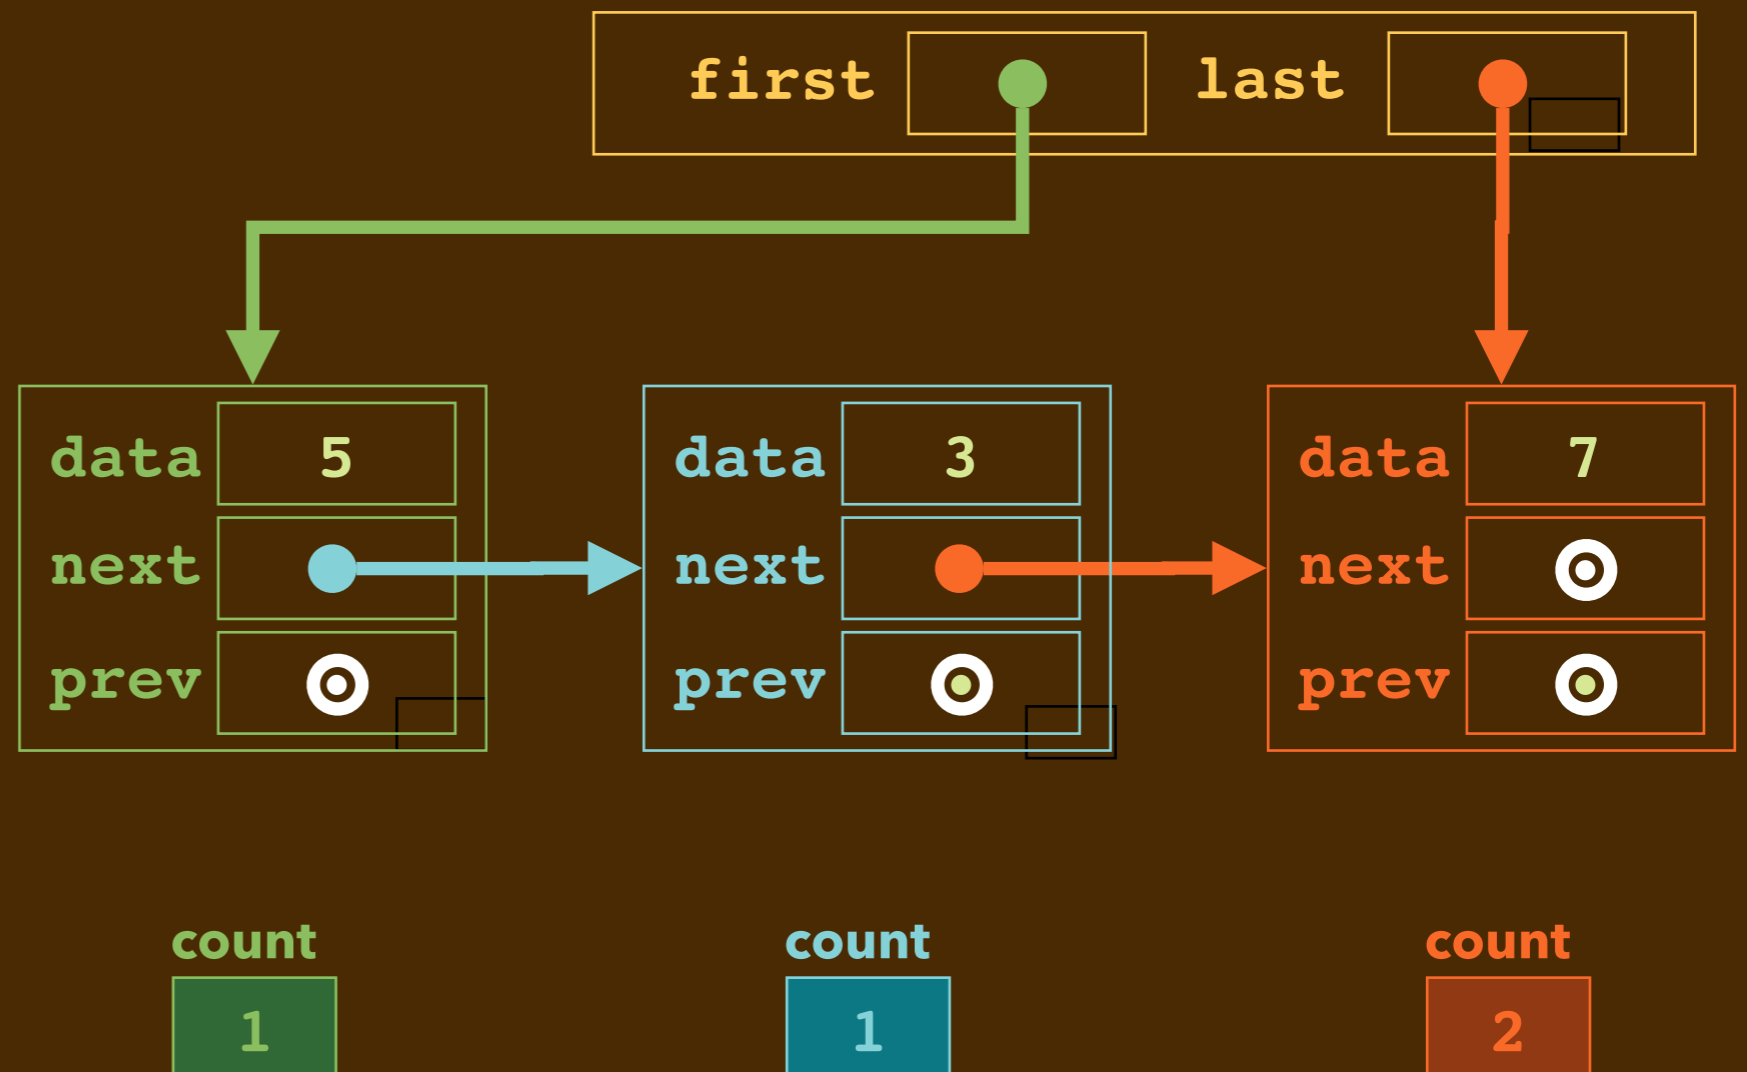 first last
data 5 data 3 data 7
next next next
prev prev prev
count count count
1 1 2